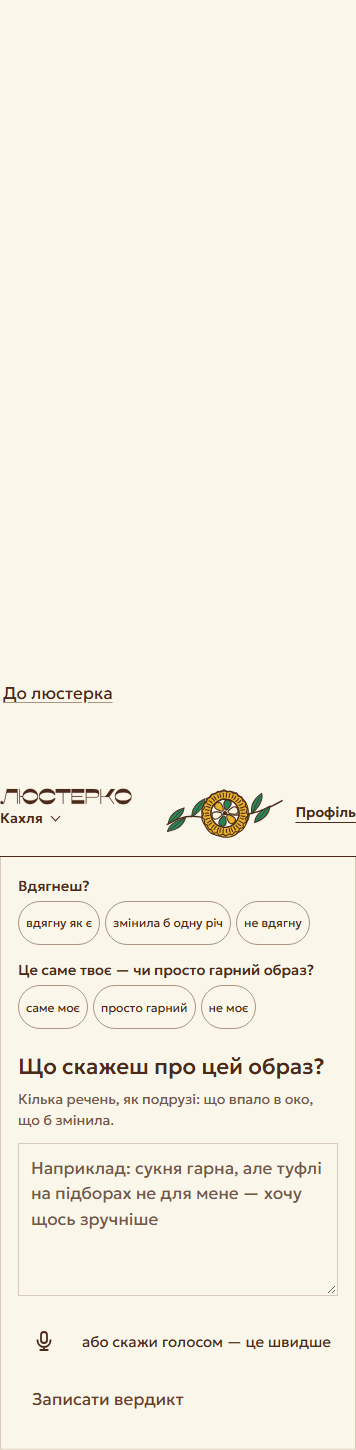 До люстерка
ЛЮСТЕРКО
Кахля
Профіль
Вдягнеш?
вдягну як є
змінила б одну річ
не вдягну
Це саме твоє — чи просто гарний образ?
саме моє
просто гарний
не моє
Що скажеш про цей образ?
Кілька речень, як подрузі: що впало в око,
що б змінила.
Наприклад: сукня гарна, але туфлі
на підборах не для мене — хочу
щось зручніше
або скажи голосом — це швидше
Записати вердикт